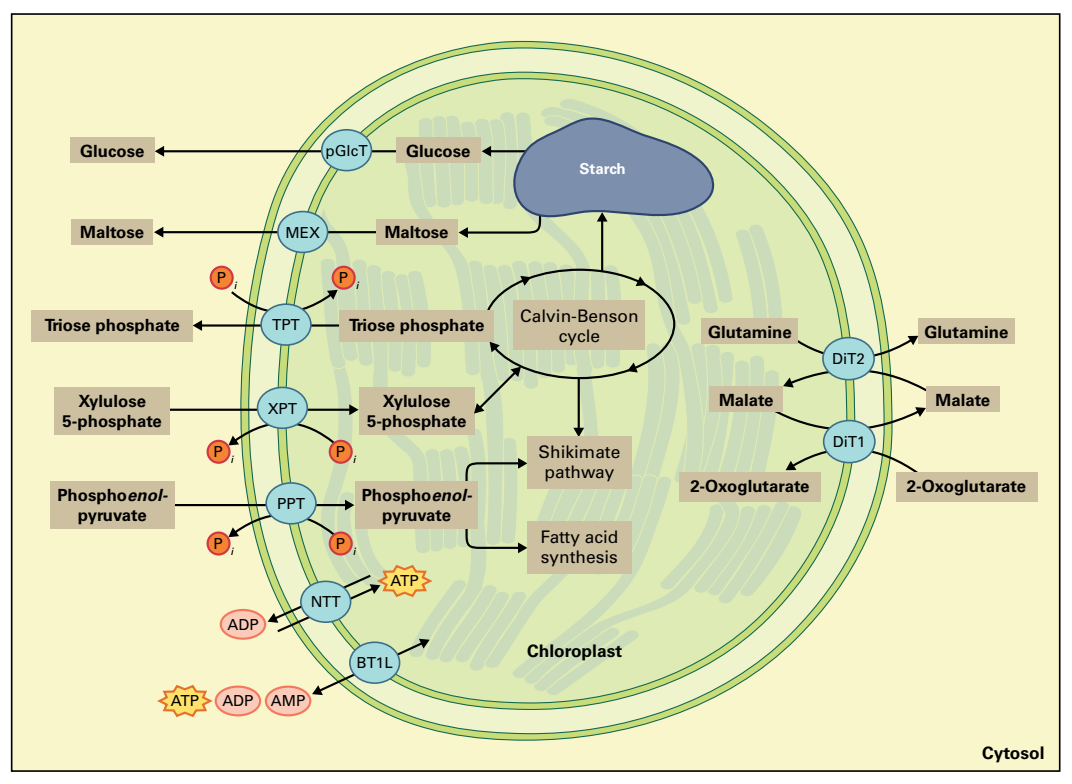 pGlcT
Glucose
Glucose
Starch
MEX
Maltose
Maltose
P i
P i
Triose phosphate
TPT
Triose phosphate
Calvin-Benson
cycle
Glutamine
Glutamine
DiT2
Xylulose
5-phosphate
XPT
Xylulose
5-phosphate
Malate
Malate
P i
P i
DiT1
Shikimate
pathway
2-Oxoglutarate
2-Oxoglutarate
Phosphoenol-
pyruvate
PPT
Phosphoenol-
pyruvate
P i
P i
Fatty acid
synthesis
ATP
NTT
ADP
BT1L
Chloroplast
ATP
ADP
AMP
Cytosol